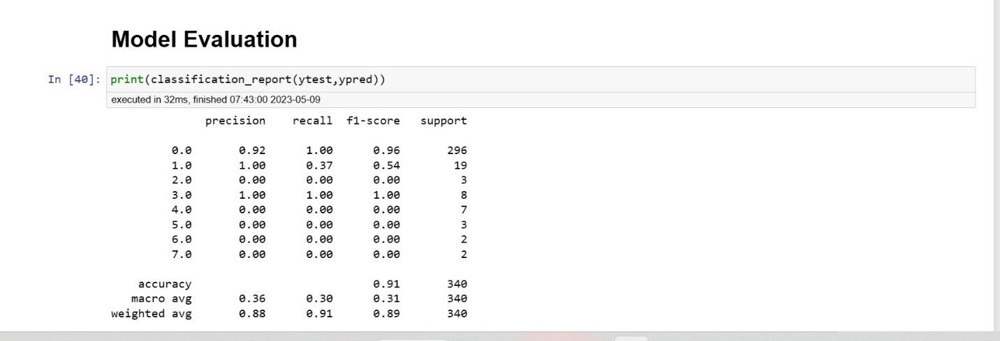 Model Evaluation
In [40]: print(classification_report(ytest,ypred))
executed in 32ms, finished 07:43:00 2023-05-09
precision recall f1-score support
0.0 0.92 1.00 0.96 296
1.0 1.00 0.37 0.54 19
2.0 0.00 0.00 0.00 3
3.0 1.00 1.00 1.00 8
4.0 0.00 0.00 0.00 7
5.0 0.00 0.00 0.00 3
6.0 0.00 0.00 0.00 2
7.0 0.00 0.00 0.00 2
accuracy 0.91 340
macro avg 0.36 0.30 0.31 340
weighted avg 0.88 0.91 0.89 340